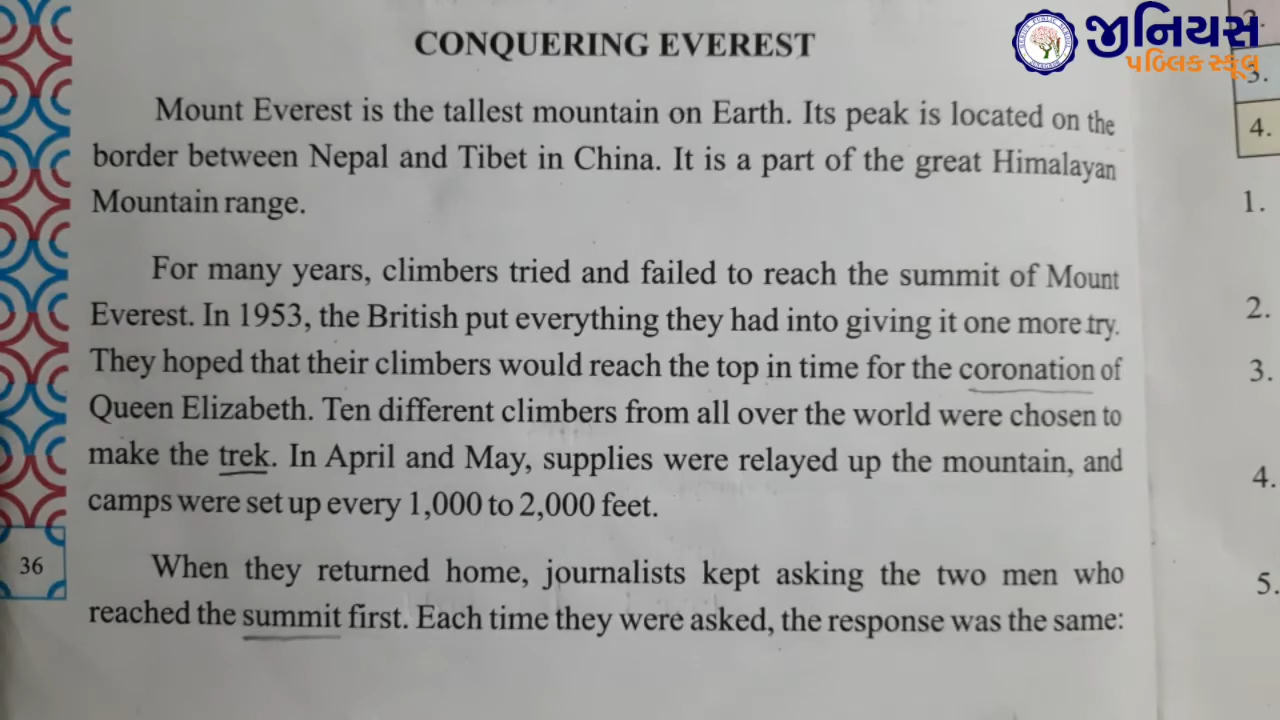 CONQUERING EVEREST
જીનિયસ
પબ્લિક સ્કૂલ
Mount Everest is the tallest mountain on Earth. Its peak is located on the
border between Nepal and Tibet in China. It is a part of the great Himalayan
Mountain range.
For many years, climbers tried and failed to reach the summit of Mount
Everest. In 1953, the British put everything they had into giving it one more try.
They hoped that their climbers would reach the top in time for the coronation of
Queen Elizabeth. Ten different climbers from all over the world were chosen to
make the trek. In April and May, supplies were relayed up the mountain, and
camps were set up every 1,000 to 2,000 feet.
36
When they returned home, journalists kept asking the two men who
reached the summit first. Each time they were asked, the response was the same:
3.
4.
1.
2.
3.
4.
5.